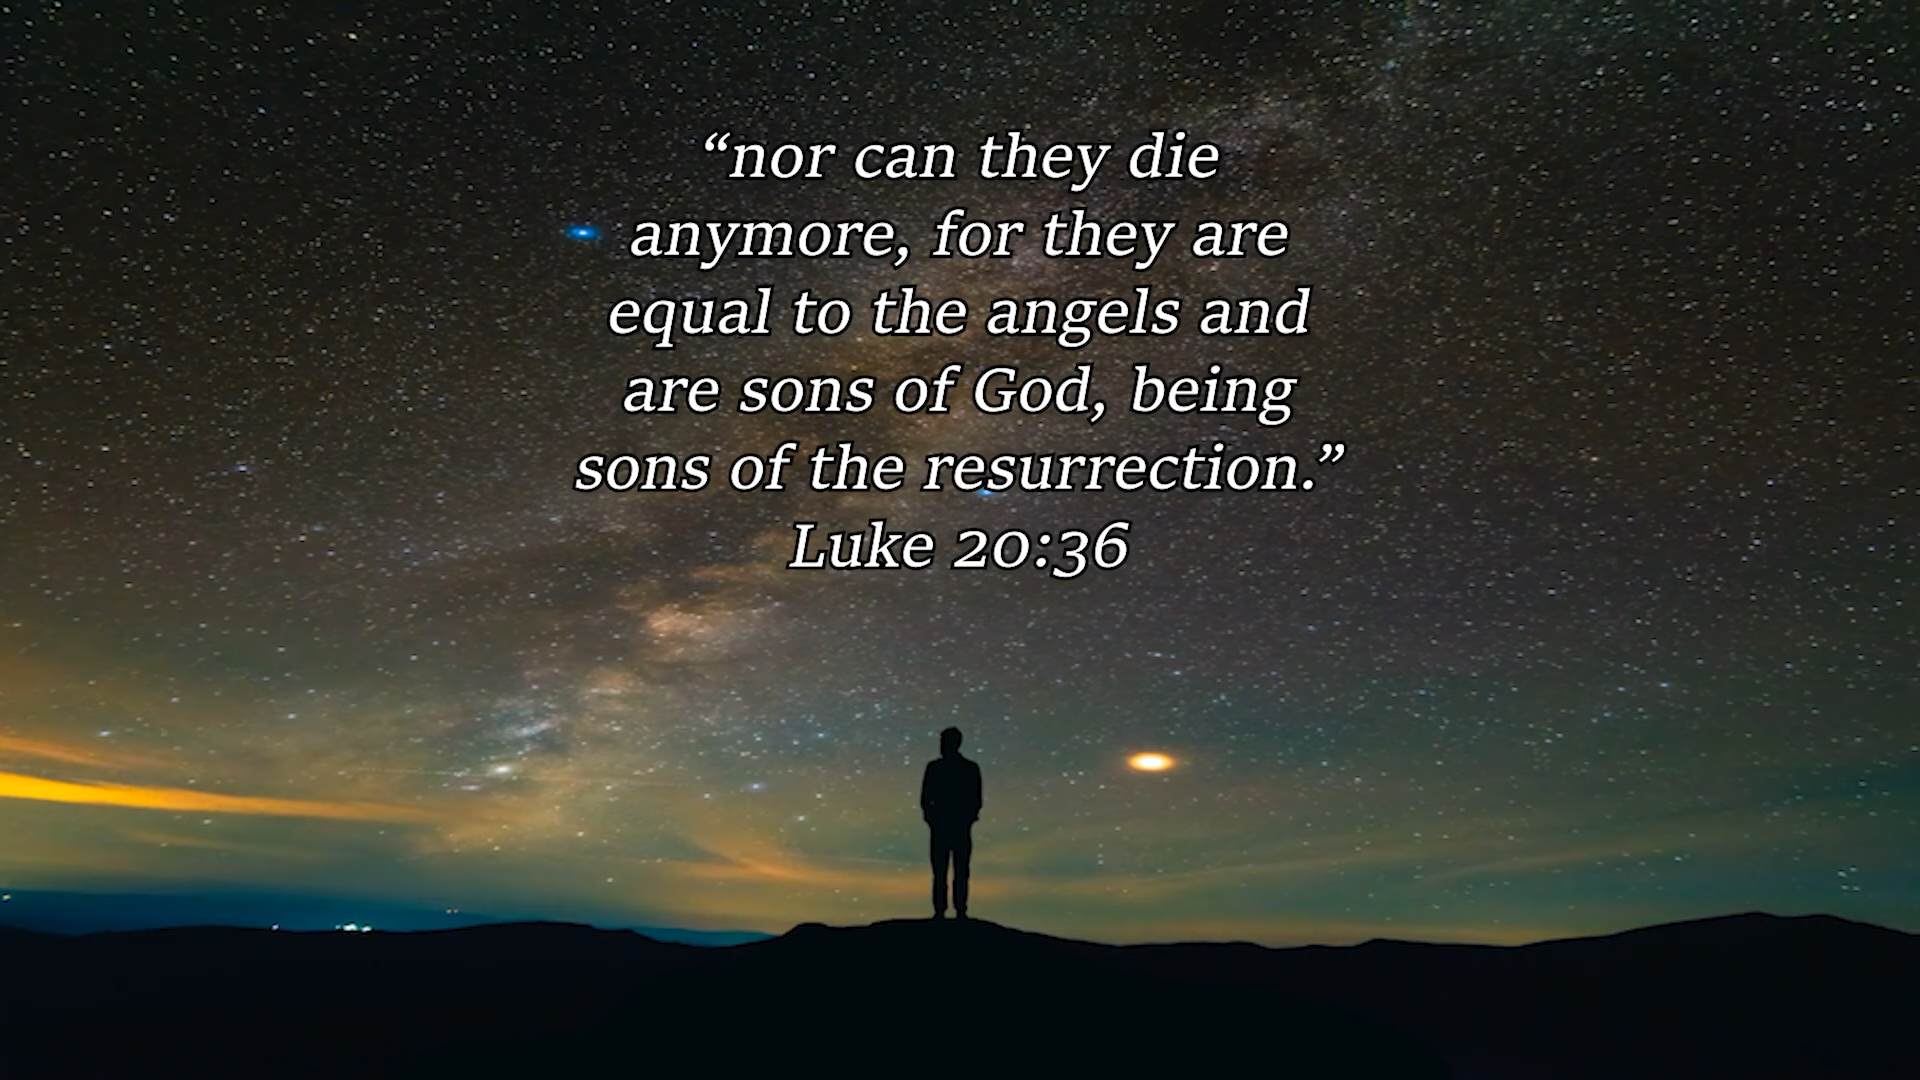 “nor can they die
anymore, for they are
equal to the angels and
are sons of God, being
sons of the resurrection.”
Luke 20:36